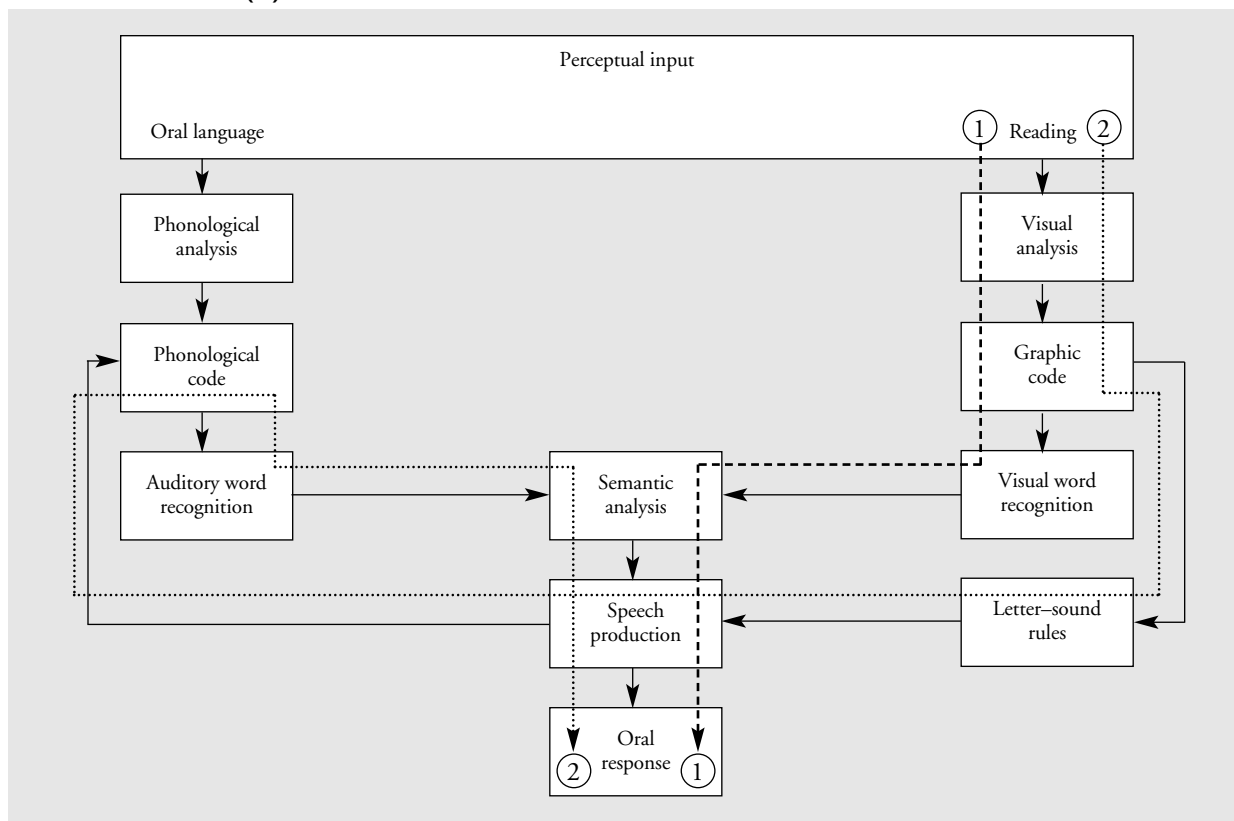 (2)
Perceptual input
Oral language
1 Reading 2
Phonological
analysis
Visual
analysis
Phonological
code
Graphic
code
Auditory word
recognition
Semantic
analysis
Visual word
recognition
Speech
production
Letter–sound
rules
Oral
response
2 1